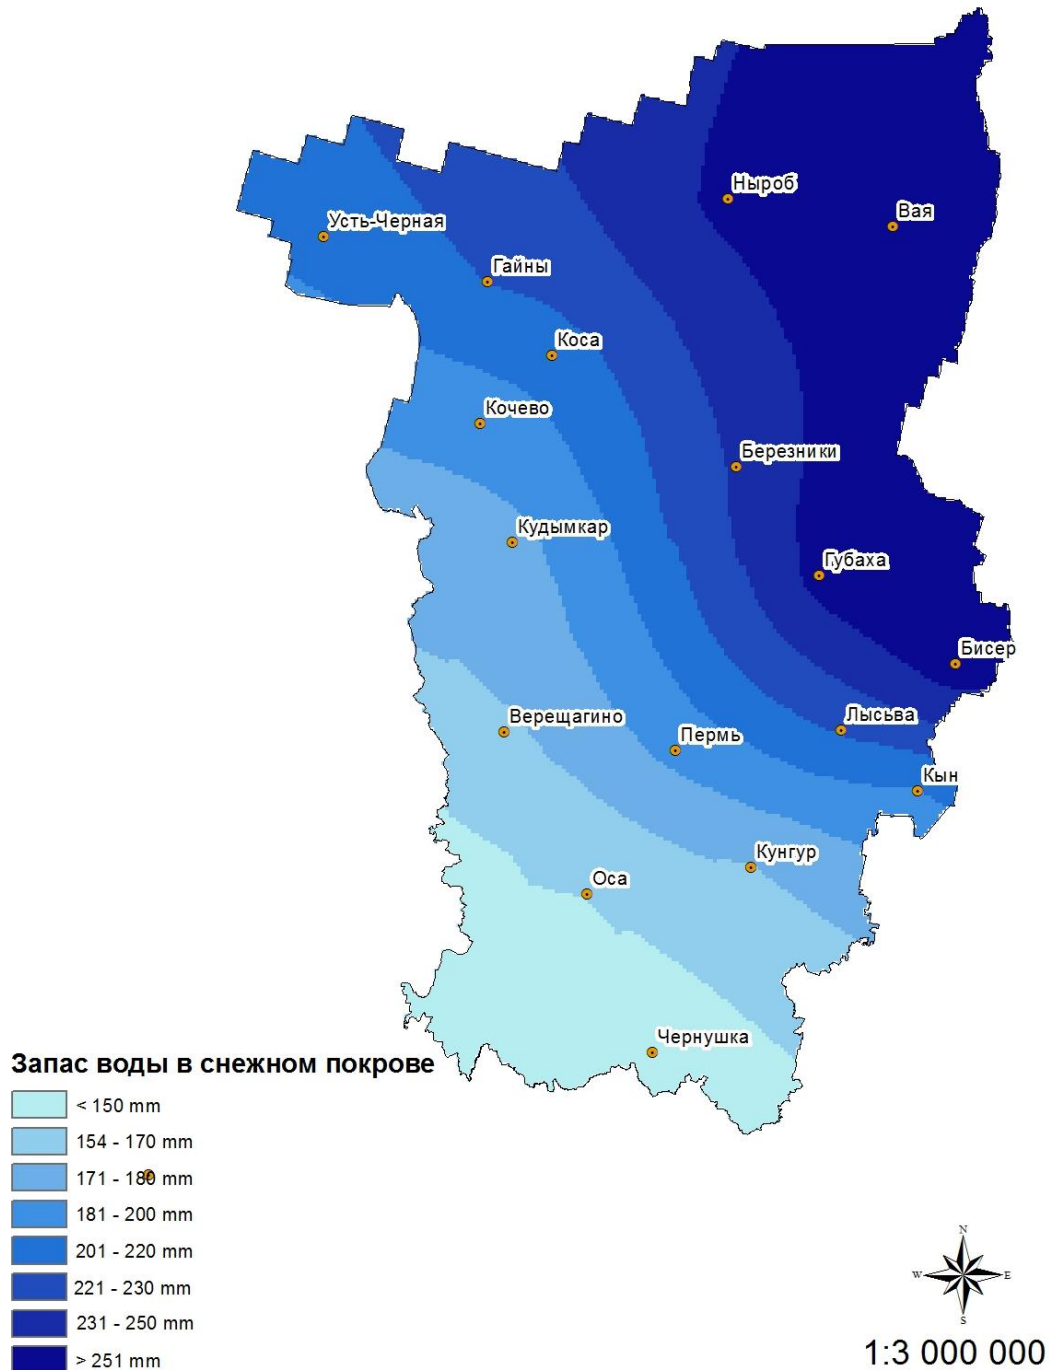 Ныроб
Вая
Усть-Черная
Гайны
Коса
Кочево
Березники
Кудымкар
Губаха
Бисер
Верещагино
Лысьва
Пермь
Кын
Кунгур
Оса
Чернушка
Запас воды в снежном покрове
< 150 mm
154 - 170 mm
171 - 180 mm
181 - 200 mm
201 - 220 mm
221 - 230 mm
231 - 250 mm
> 251 mm
N
W E
S
1:3 000 000